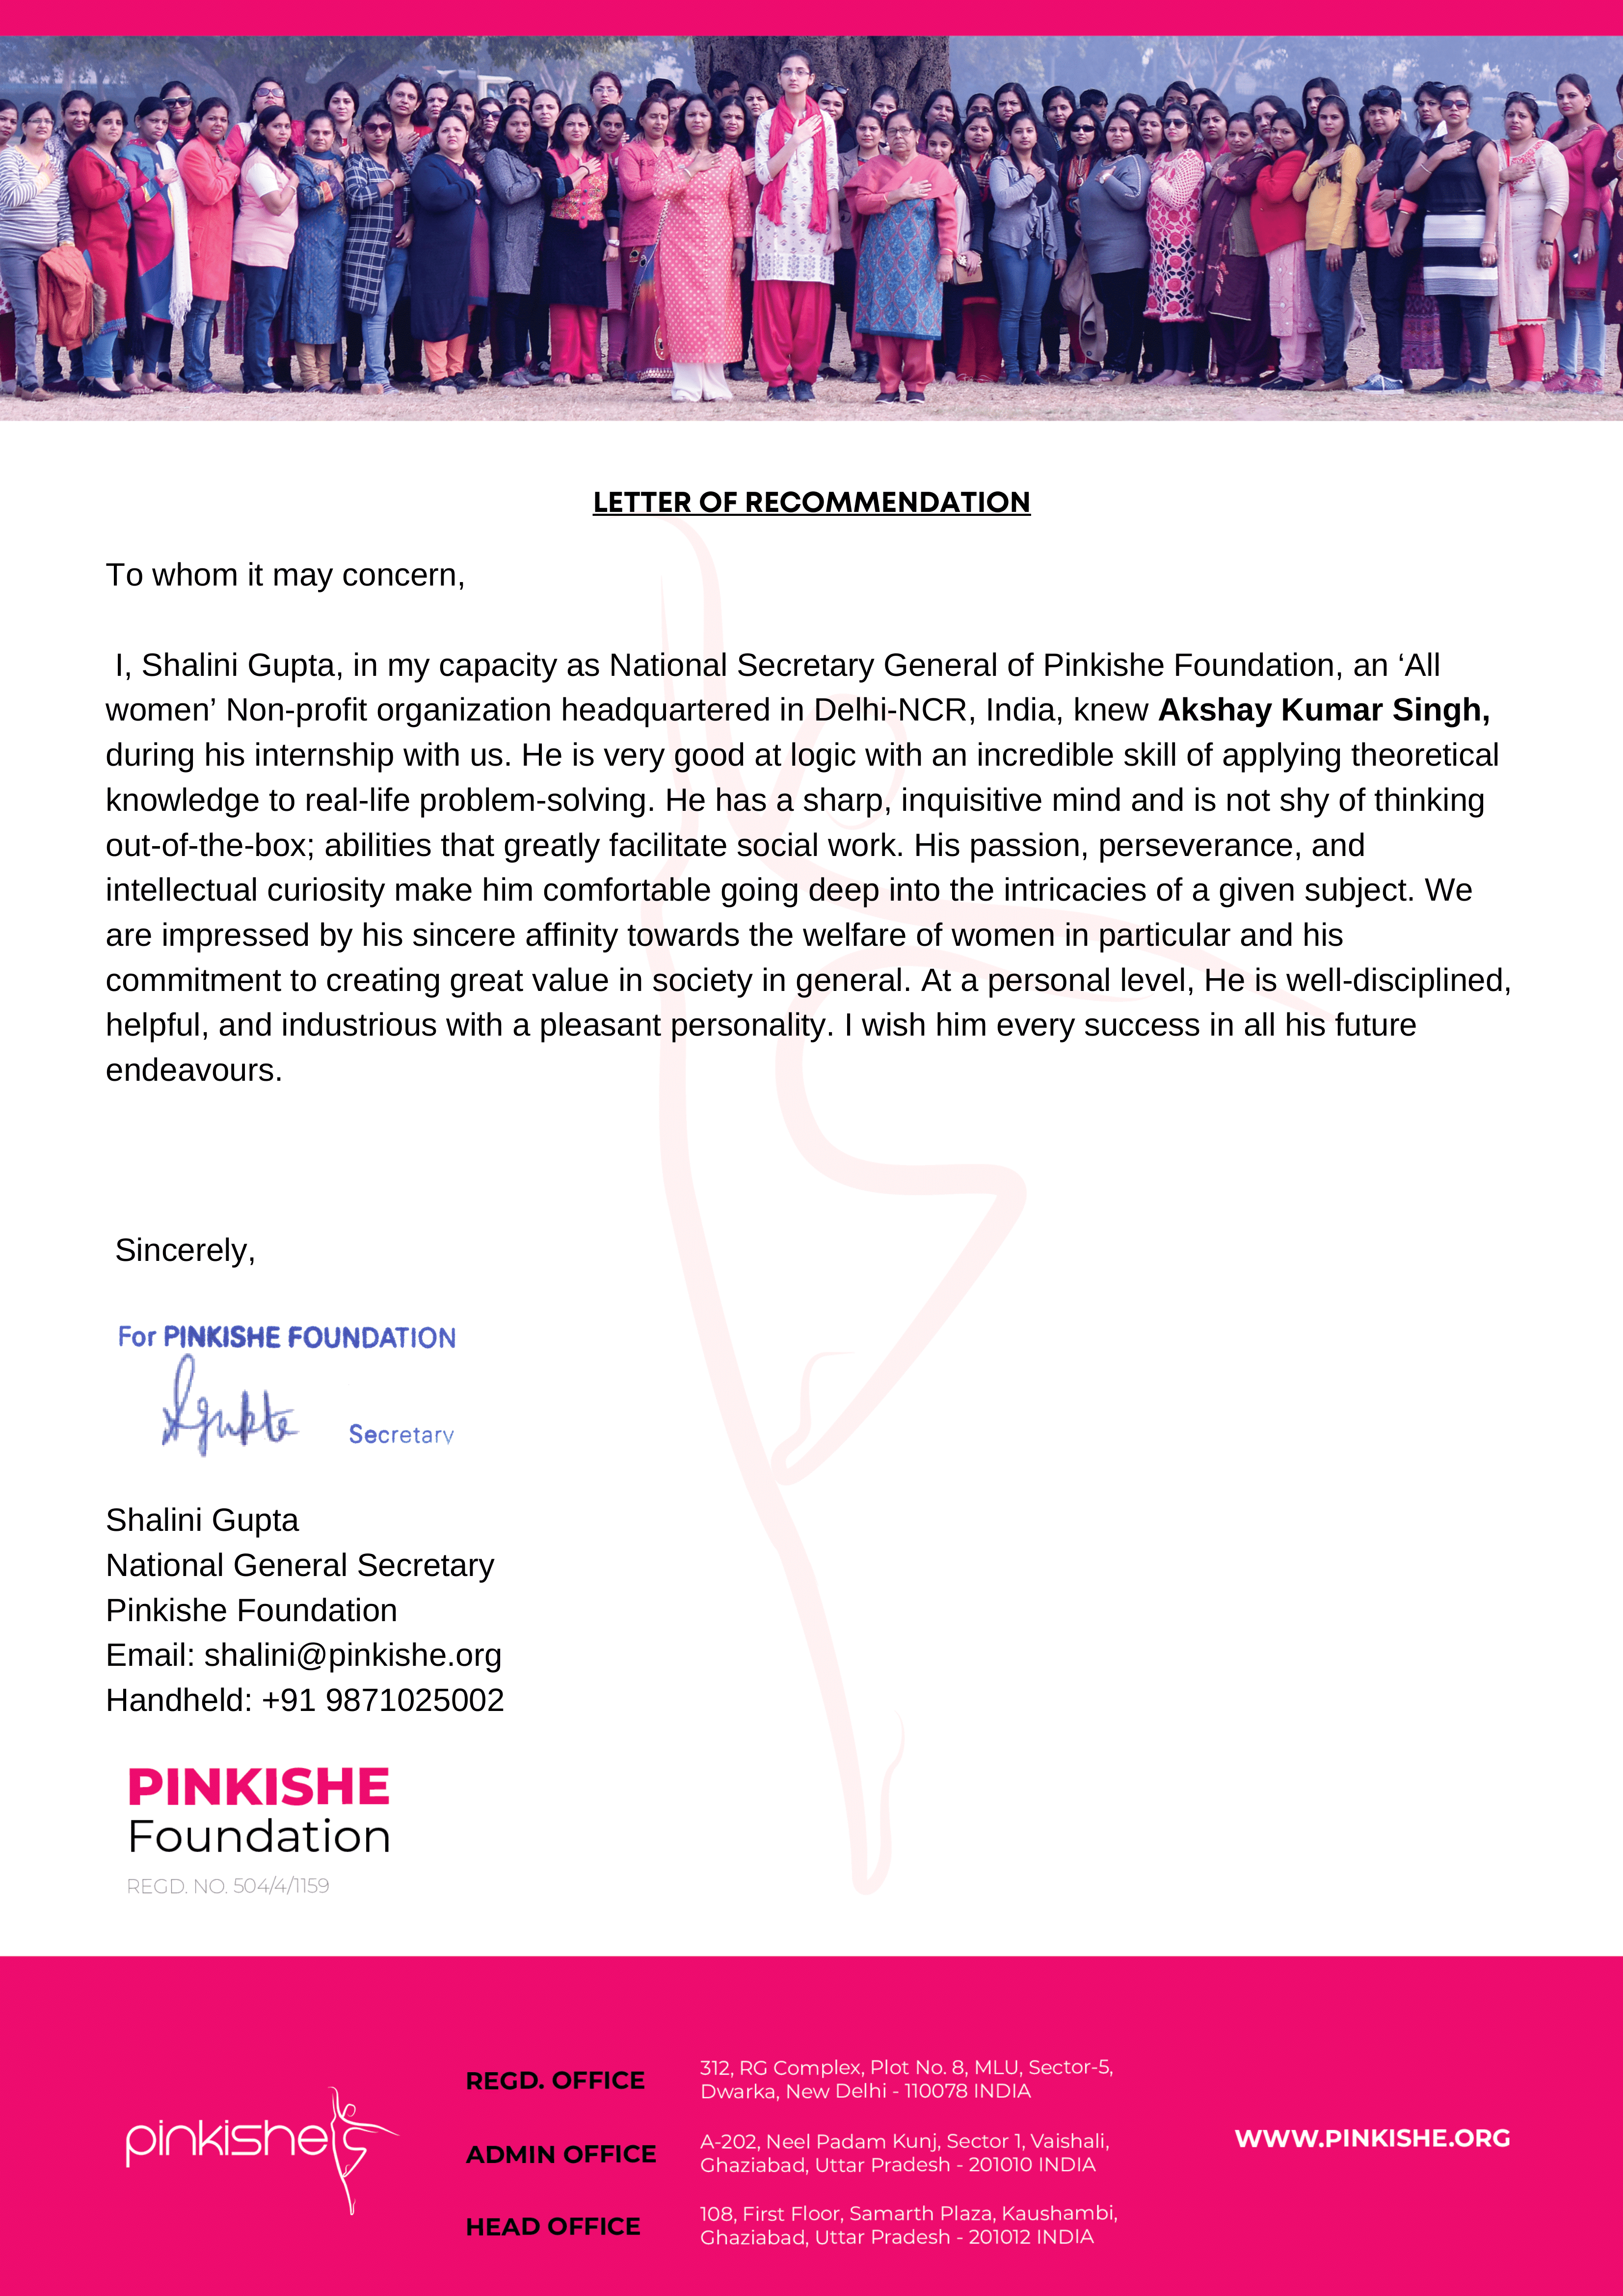 LETTER OF RECOMMENDATION
To whom it may concern,
I, Shalini Gupta, in my capacity as National Secretary General of Pinkishe Foundation, an ‘All
women’ Non-profit organization headquartered in Delhi-NCR, India, knew Akshay Kumar Singh,
during his internship with us. He is very good at logic with an incredible skill of applying theoretical
knowledge to real-life problem-solving. He has a sharp, inquisitive mind and is not shy of thinking
out-of-the-box; abilities that greatly facilitate social work. His passion, perseverance, and
intellectual curiosity make him comfortable going deep into the intricacies of a given subject. We
are impressed by his sincere affinity towards the welfare of women in particular and his
commitment to creating great value in society in general. At a personal level, He is well-disciplined,
helpful, and industrious with a pleasant personality. I wish him every success in all his future
endeavours.
Sincerely,
For PINKISHE FOUNDATION
SGupta
Secretary
Shalini Gupta
National General Secretary
Pinkishe Foundation
Email: shalini@pinkishe.org
Handheld: +91 9871025002
PINKISHE
Foundation
REGD. NO. 504/4/1159
pinkishe
REGD. OFFICE
312, RG Complex, Plot No. 8, MLU, Sector-5,
Dwarka, New Delhi - 110078 INDIA
ADMIN OFFICE
A-202, Neel Padam Kunj, Sector 1, Vaishali,
Ghaziabad, Uttar Pradesh - 201010 INDIA
HEAD OFFICE
108, First Floor, Samarth Plaza, Kaushambi,
Ghaziabad, Uttar Pradesh - 201012 INDIA
WWW.PINKISHE.ORG